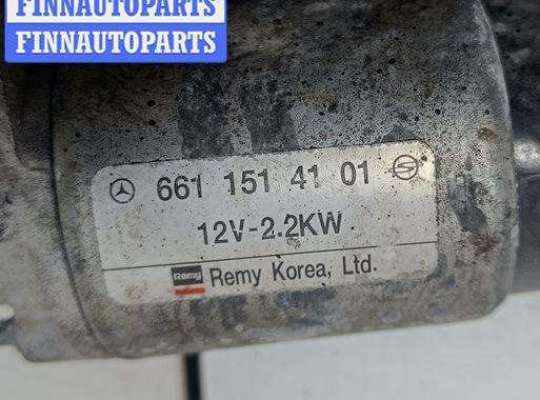 FINNAUTOPARTS
FINNAUTOPARTS
661 151 41 01
12V-2.2KW
Remy Remy Korea, Ltd.